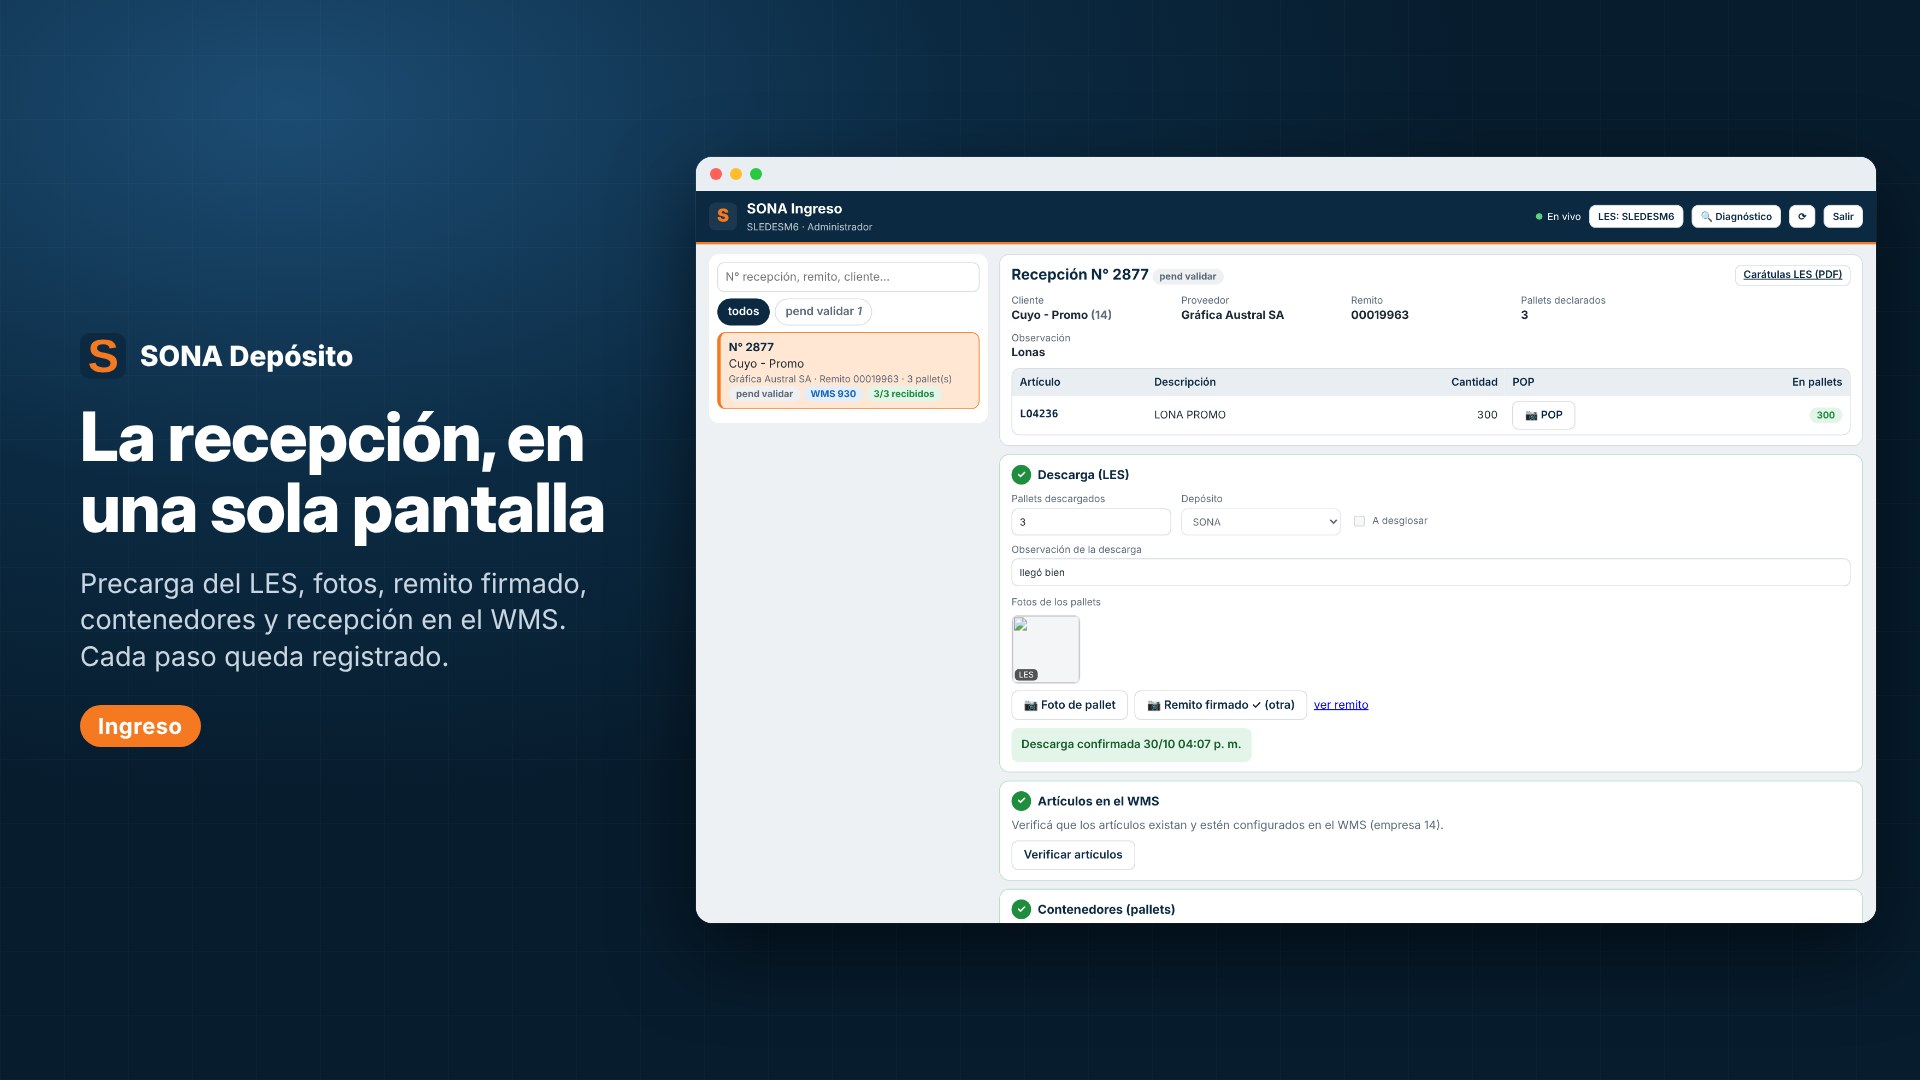 S SONA Depósito
La recepción, en
una sola pantalla
Precarga del LES, fotos, remito firmado,
contenedores y recepción en el WMS.
Cada paso queda registrado.
Ingreso
S SONA Ingreso
SLEDESM6 · Administrador
En vivo
LES: SLEDESM6
Diagnóstico
Salir
N° recepción, remito, cliente...
todos
pend validar 1
N° 2877
Cuyo - Promo
Gráfica Austral SA · Remito 00019963 · 3 pallet(s)
pend validar WMS 930 3/3 recibidos
Recepción N° 2877 pend validar
Carátulas LES (PDF)
Cliente Proveedor Remito Pallets declarados
Cuyo - Promo (14) Gráfica Austral SA 00019963 3
Observación
Lonas
Artículo Descripción Cantidad POP En pallets
L04236 LONA PROMO 300 POP 300
Descarga (LES)
Pallets descargados Depósito
3 SONA A desglosar
Observación de la descarga
llegó bien
Fotos de los pallets
LES
Foto de pallet Remito firmado ✓ (otra) ver remito
Descarga confirmada 30/10 04:07 p. m.
Artículos en el WMS
Verificá que los artículos existan y estén configurados en el WMS (empresa 14).
Verificar artículos
Contenedores (pallets)